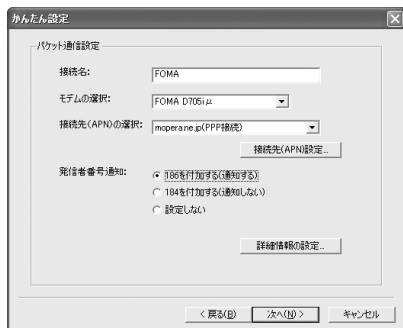 かんたん設定
パケット通信設定
接続名:
FOMA
モデムの選択:
FOMA D705iμ
接続先(APN)の選択:
mopera.ne.jp(PPP接続)
接続先(APN)設定...
発信者番号通知:
186を付加する(通知する)
184を付加する(通知しない)
設定しない
詳細情報の設定...
< 戻る(B)
次へ(N) >
キャンセル